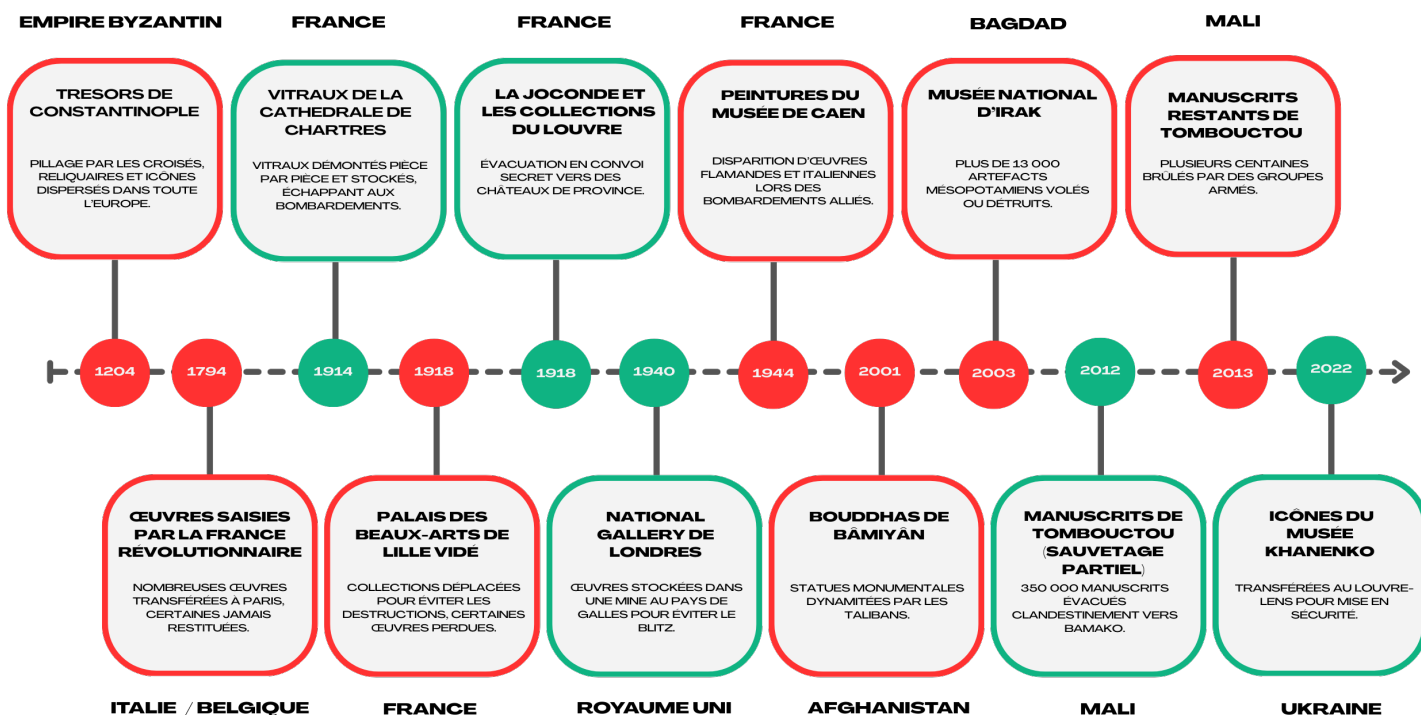 EMPIRE BYZANTIN
FRANCE
FRANCE
FRANCE
BAGDAD
MALI
TRESORS DE
CONSTANTINOPLE
PILLAGE PAR LES CROISÉS,
RELIQUAIRES ET ICÔNES
DISPERSÉS DANS TOUTE
L'EUROPE.
VITRAUX DE LA
CATHEDRALE DE
CHARTRES
VITRAUX DÉMONTÉS PIÈCE
PAR PIÈCE ET STOCKÉS,
ÉCHAPPANT AUX
BOMBARDEMENTS.
LA JOCONDE ET
LES COLLECTIONS
DU LOUVRE
ÉVACUATION EN CONVOI
SECRET VERS DES
CHÂTEAUX DE PROVINCE.
PEINTURES DU
MUSÉE DE CAEN
DISPARITION D'ŒUVRES
FLAMANDES ET ITALIENNES
LORS DES
BOMBARDEMENTS ALLIÉS.
MUSÉE NATIONAL
D'IRAK
PLUS DE 13 000
ARTEFACTS
MÉSOPOTAMIENS VOLÉS
OU DÉTRUITS.
MANUSCRITS
RESTANTS DE
TOMBOUCTOU
PLUSIEURS CENTAINES
BRÛLÉS PAR DES GROUPES
ARMÉS.
1204
1794
1914
1918
1918
1940
1944
2001
2003
2012
2013
2022
ŒUVRES SAISIES
PAR LA FRANCE
RÉVOLUTIONNAIRE
NOMBREUSES ŒUVRES
TRANSFÉRÉES À PARIS,
CERTAINES JAMAIS
RESTITUÉES.
PALAIS DES
BEAUX-ARTS DE
LILLE VIDÉ
COLLECTIONS DÉPLACÉES
POUR ÉVITER LES
DESTRUCTIONS, CERTAINES
ŒUVRES PERDUES.
NATIONAL
GALLERY DE
LONDRES
ŒUVRES STOCKÉES DANS
UNE MINE AU PAYS DE
GALLES POUR ÉVITER LE
BLITZ.
BOUDDHAS DE
BÂMIYÂN
STATUES MONUMENTALES
DYNAMITÉES PAR LES
TALIBANS.
MANUSCRITS DE
TOMBOUCTOU
(SAUVETAGE
PARTIEL)
350 000 MANUSCRITS
ÉVACUÉS
CLANDESTINEMENT VERS
BAMAKO.
ICÔNES DU
MUSÉE
KHANENKO
TRANSFÉRÉES AU LOUVRE-
LENS POUR MISE EN
SÉCURITÉ.
ITALIE / BELGIQUE
FRANCE
ROYAUME UNI
AFGHANISTAN
MALI
UKRAINE